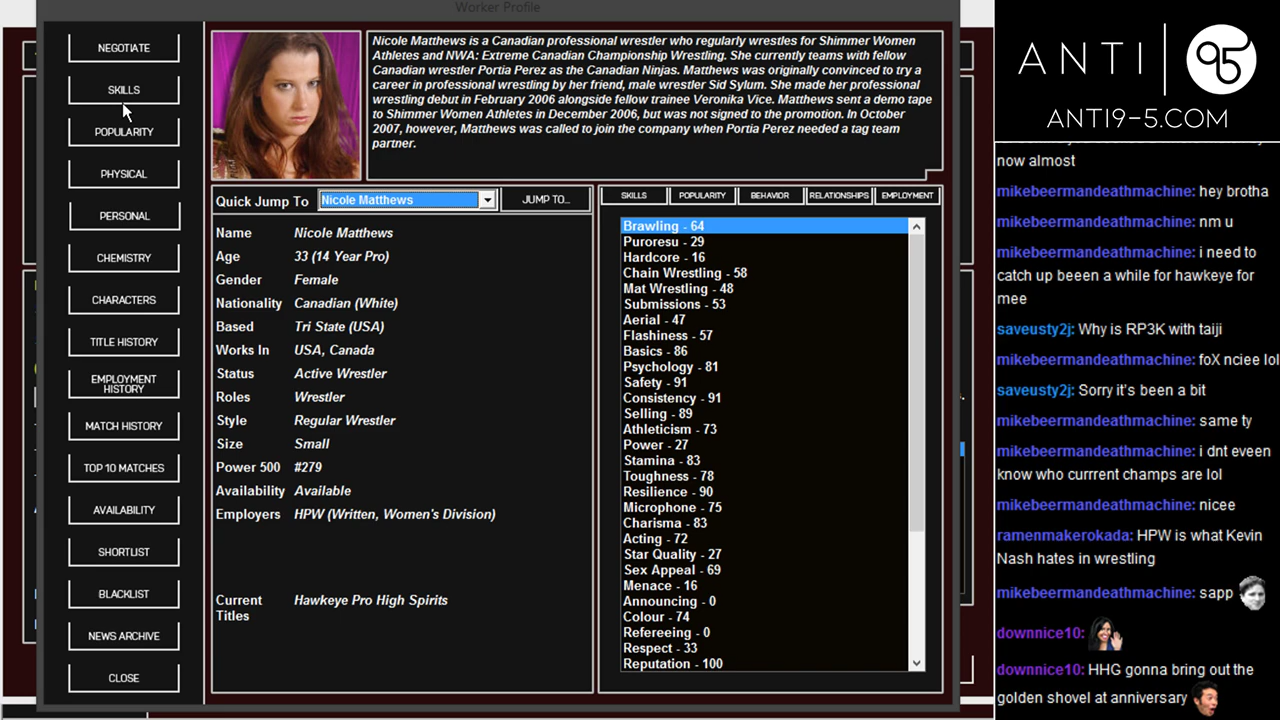 Worker Profile
NEGOTIATE
SKILLS
POPULARITY
PHYSICAL
PERSONAL
CHEMISTRY
CHARACTERS
TITLE HISTORY
EMPLOYMENT
HISTORY
MATCH HISTORY
TOP 10 MATCHES
AVAILABILITY
SHORTLIST
BLACKLIST
NEWS ARCHIVE
CLOSE
Nicole Matthews is a Canadian professional wrestler who regularly wrestles for Shimmer Women
Athletes and NWA: Extreme Canadian Championship Wrestling. She currently teams with fellow
Canadian wrestler Portia Perez as the Canadian Ninjas. Matthews was originally convinced to try a
career in professional wrestling by her friend, male wrestler Sid Sylum. She made her professional
wrestling debut in February 2006 alongside fellow trainee Veronika Vice. Matthews sent a demo tape
to Shimmer Women Athletes in December 2006, but was not signed to the promotion. In October
2007, however, Matthews was called to join the company when Portia Perez needed a tag team
partner.
Quick Jump To Nicole Matthews JUMP TO...
Name Nicole Matthews
Age 33 (14 Year Pro)
Gender Female
Nationality Canadian (White)
Based Tri State (USA)
Works In USA, Canada
Status Active Wrestler
Roles Wrestler
Style Regular Wrestler
Size Small
Power 500 #279
Availability Available
Employers HPW (Written, Women's Division)
Current Hawkeye Pro High Spirits
Titles
SKILLS POPULARITY BEHAVIOR RELATIONSHIPS EMPLOYMENT
Brawling - 64
Puroresu - 29
Hardcore - 16
Chain Wrestling - 58
Mat Wrestling - 48
Submissions - 53
Aerial - 47
Flashiness - 57
Basics - 86
Psychology - 81
Safety - 91
Consistency - 91
Selling - 89
Athleticism - 73
Power - 27
Stamina - 83
Toughness - 78
Resilience - 90
Microphone - 75
Charisma - 83
Acting - 72
Star Quality - 27
Sex Appeal - 69
Menace - 16
Announcing - 0
Colour - 74
Refereeing - 0
Respect - 33
Reputation - 100
ANTI 95
ANTI9-5.COM
now almost
mikebeermandeathmachine: hey brotha
mikebeermandeathmachine: nm u
mikebeermandeathmachine: i need to
catch up beeen a while for hawkeye for
mee
saveusty2j: Why is RP3K with taiji
mikebeermandeathmachine: foX nciee lol
saveusty2j: Sorry it's been a bit
mikebeermandeathmachine: same ty
mikebeermandeathmachine: i dnt eveen
know who currrent champs are lol
mikebeermandeathmachine: nicee
ramenmakerokada: HPW is what Kevin
Nash hates in wrestling
mikebeermandeathmachine: sapp
downnice10:
downnice10: HHG gonna bring out the
golden shovel at anniversary